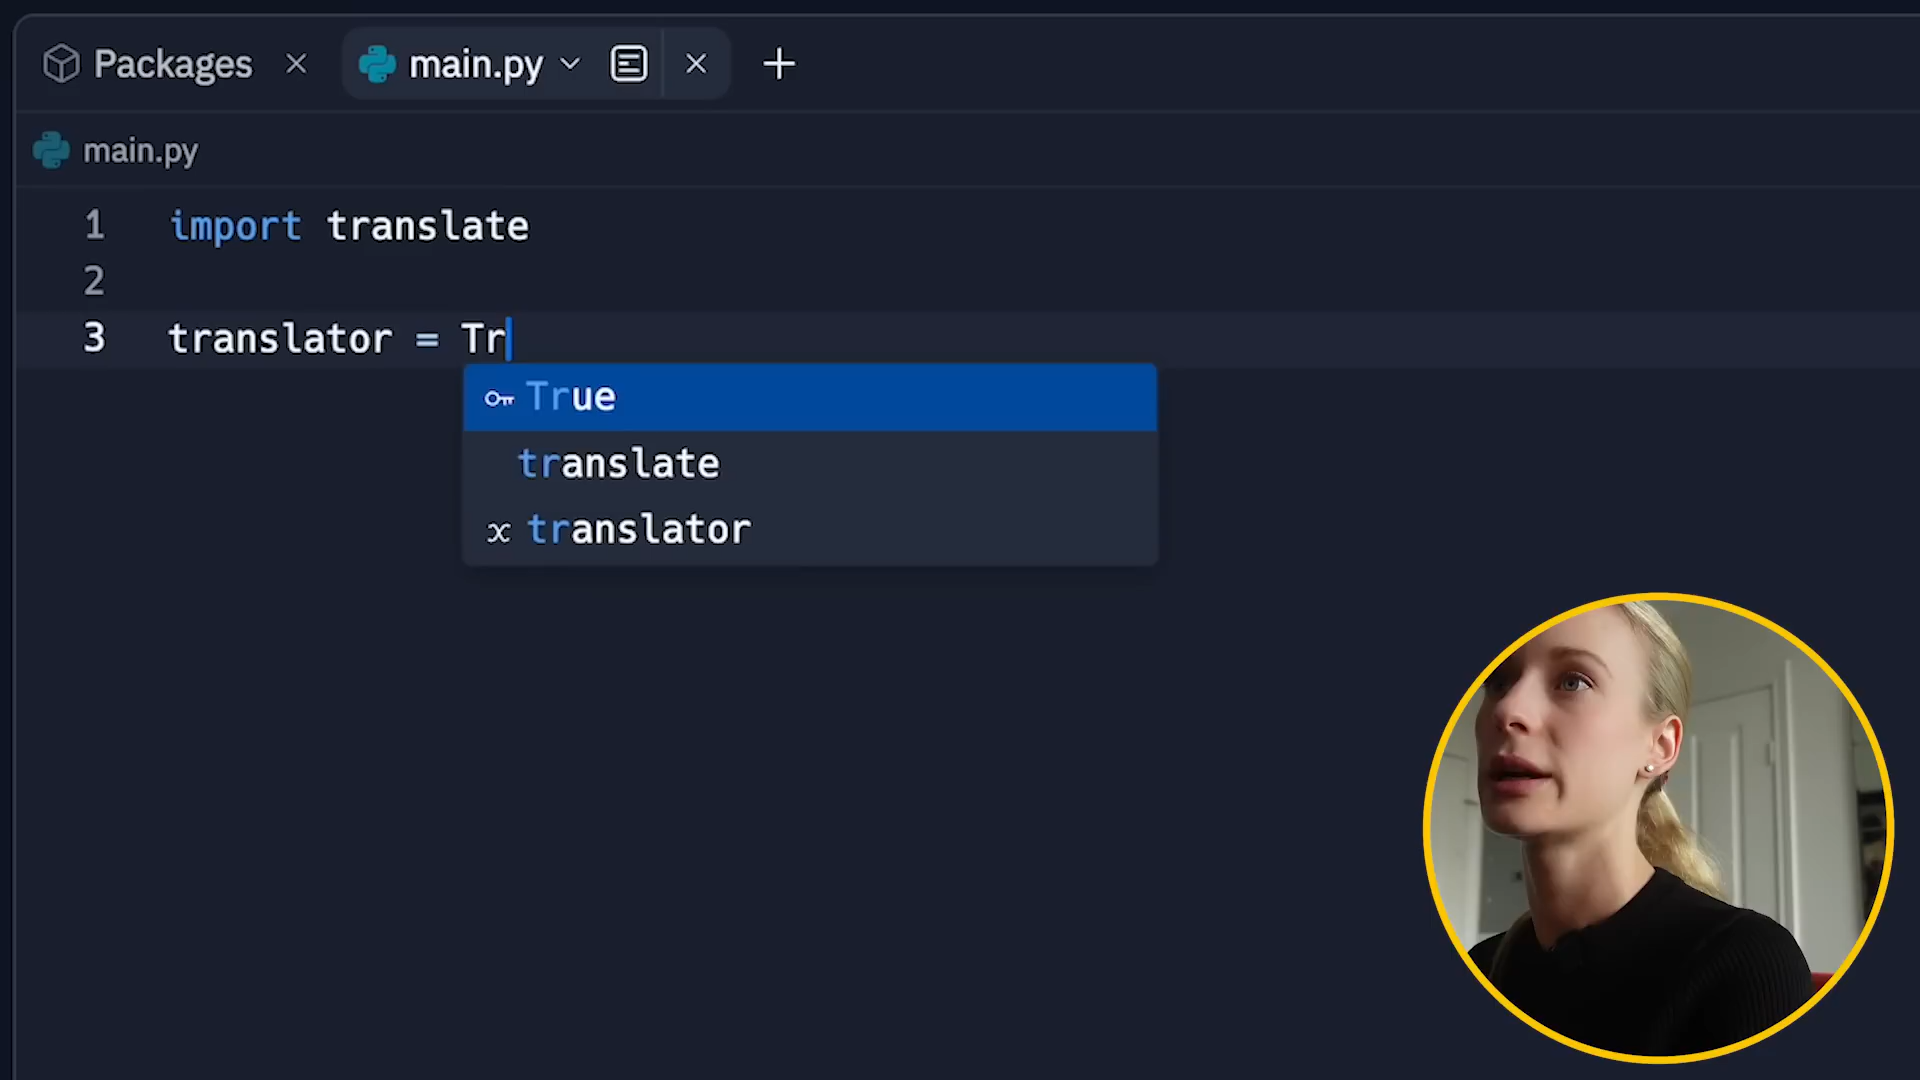 Packages
main.py
main.py
1 import translate
2
3 translator = Tr
True
translate
x translator